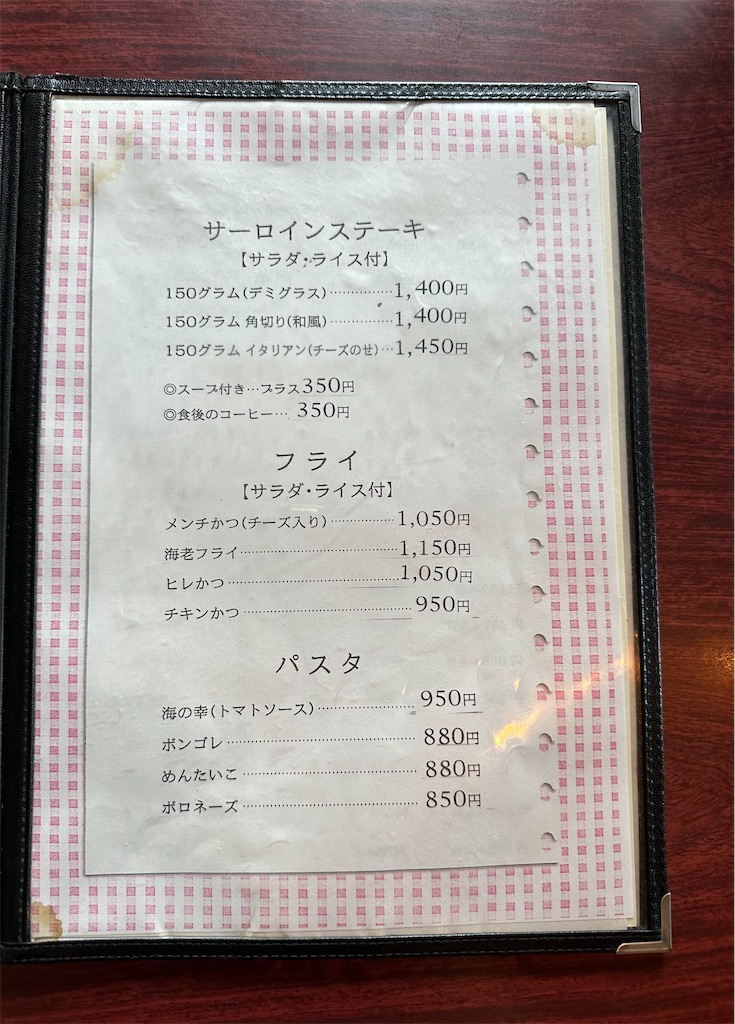 サーロインステーキ
【サラダ・ライス付】
150グラム(デミグラス)……………1,400円
150グラム 角切り(和風)……………1,400円
150グラム イタリアン(チーズのせ)…1,450円
◎スープ付き…プラス350円
◎食後のコーヒー… 350円
フライ
【サラダ・ライス付】
メンチかつ(チーズ入り)……………1,050円
海老フライ……………………………1,150円
ヒレかつ………………………………1,050円
チキンかつ……………………………950円
パスタ
海の幸(トマトソース)………………950円
ボンゴレ………………………………880円
めんたいこ……………………………880円
ボロネーズ……………………………850円